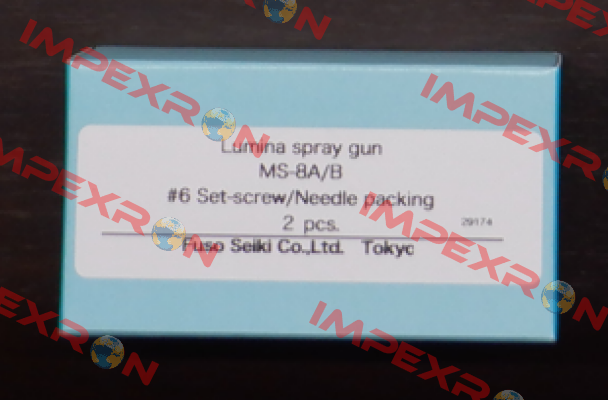 Lumina spray gun
MS-8A/B
#6 Set-screw/Needle packing
2 pcs.
29174
Fuso Seiki Co.,Ltd. Tokyo
IMPEXRON
IMPEXRON
IMPEXRON
IMPEXRON
IMPEXRON